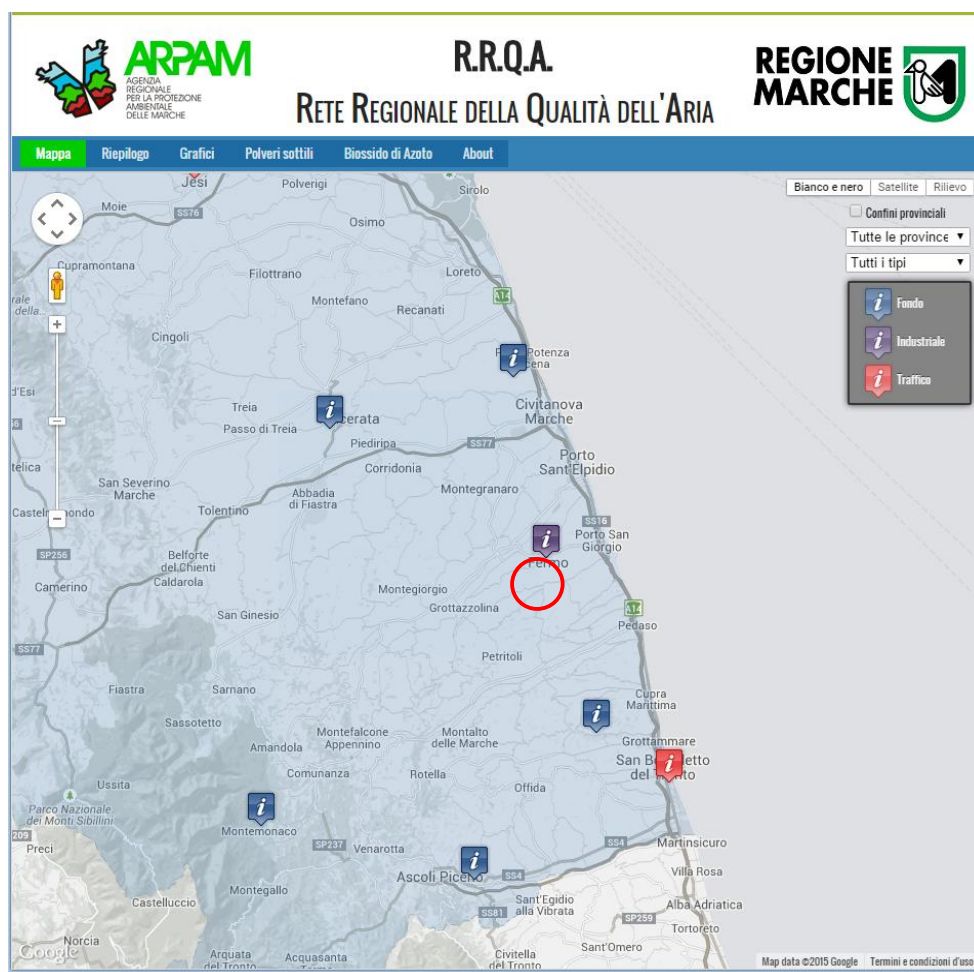 ARPAM
AGENZIA
REGIONALE
PER LA PROTEZIONE
AMBIENTALE
DELLE MARCHE
R.R.Q.A.
RETE REGIONALE DELLA QUALITÀ DELL'ARIA
REGIONE
MARCHE
Mappa Riepilogo Grafici Polveri sottili Biossido di Azoto About
Bianco e nero Satellite Rilievo
Confini provinciali
Tutte le province
Tutti i tipi
Fondo
Industriale
Traffico
Jesi
Polverigi
Sirolo
Moie
SS76
Osimo
Cupramontana
Filottrano
Loreto
A14
Montefano
Recanati
Cingoli
Potenza
d'Esi
Treia
Civitanova
Marche
Passo di Treia
Piediripa
SS77
Porto
Sant'Elpidio
Corridonia
San Severino
Marche
Abbadia
di Fiastra
Montegranaro
Tolentino
SS16
Porto San
Giorgio
SP256
Belforte
del Chienti
Caldarola
Fermo
Camerino
Montegiorgio
Grottazzolina
San Ginesio
A14
Pedaso
SS77
Petritoli
Fiastra
Sarnano
Cupra
Marittima
Sassotetto
Montefalcone
Appennino
Montalto
delle Marche
Grottammare
Amandola
Comunanza
Rotella
Offida
Ussita
Parco Nazionale
dei Monti Sibillini
Montemonaco
209
Preci
SP237
Venarotta
SS4
Martinsicuro
Ascoli Piceno
SS4
Villa Rosa
Montegallo
Castelluccio
Sant'Egidio
alla Vibrata
SS81
Alba Adriatica
SP259
Tortoreto
Norcia
Sant'Omero
Google
Arquata
del Tronto
Acquasanta
Terme
Civitella
del Tronto
Map data ©2015 Google Termini e condizioni d'uso